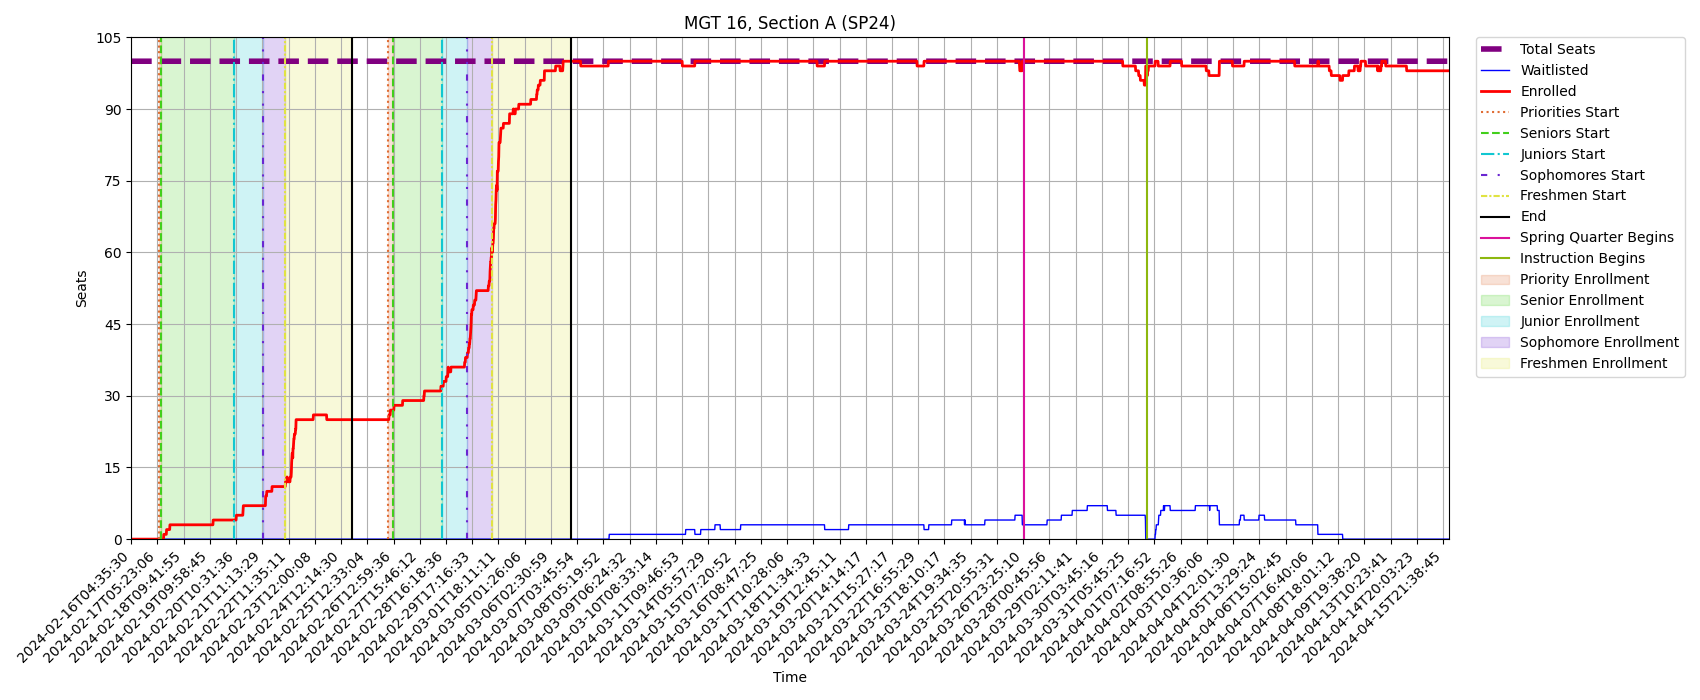 MGT 16, Section A (SP24)
105
90
75
60
45
30
15
0
Seats
2024-02-16T04:35:30
2024-02-17T05:23:06
2024-02-18T09:41:55
2024-02-19T09:58:45
2024-02-20T10:31:36
2024-02-21T11:13:29
2024-02-22T11:35:11
2024-02-23T12:00:08
2024-02-24T12:14:30
2024-02-25T12:33:04
2024-02-26T12:59:36
2024-02-27T15:46:12
2024-02-28T16:18:36
2024-02-29T17:16:33
2024-03-01T18:11:11
2024-03-05T01:26:06
2024-03-06T02:30:59
2024-03-07T03:45:54
2024-03-08T05:19:52
2024-03-09T06:24:32
2024-03-10T08:33:14
2024-03-11T09:46:53
2024-03-14T05:57:29
2024-03-15T07:20:52
2024-03-16T08:47:25
2024-03-17T10:28:06
2024-03-18T11:34:33
2024-03-19T12:45:11
2024-03-20T14:14:17
2024-03-21T15:27:17
2024-03-22T16:55:29
2024-03-23T18:10:17
2024-03-24T19:34:35
2024-03-25T20:55:31
2024-03-26T23:25:10
2024-03-28T00:45:56
2024-03-29T02:11:41
2024-03-30T03:45:16
2024-03-31T05:45:25
2024-04-01T07:16:52
2024-04-02T08:55:26
2024-04-03T10:36:06
2024-04-04T12:01:30
2024-04-05T13:29:24
2024-04-06T15:02:45
2024-04-07T16:40:06
2024-04-08T18:01:12
2024-04-09T19:38:20
2024-04-13T10:23:41
2024-04-14T20:03:23
2024-04-15T21:38:45
Time
Total Seats
Waitlisted
Enrolled
Priorities Start
Seniors Start
Juniors Start
Sophomores Start
Freshmen Start
End
Spring Quarter Begins
Instruction Begins
Priority Enrollment
Senior Enrollment
Junior Enrollment
Sophomore Enrollment
Freshmen Enrollment